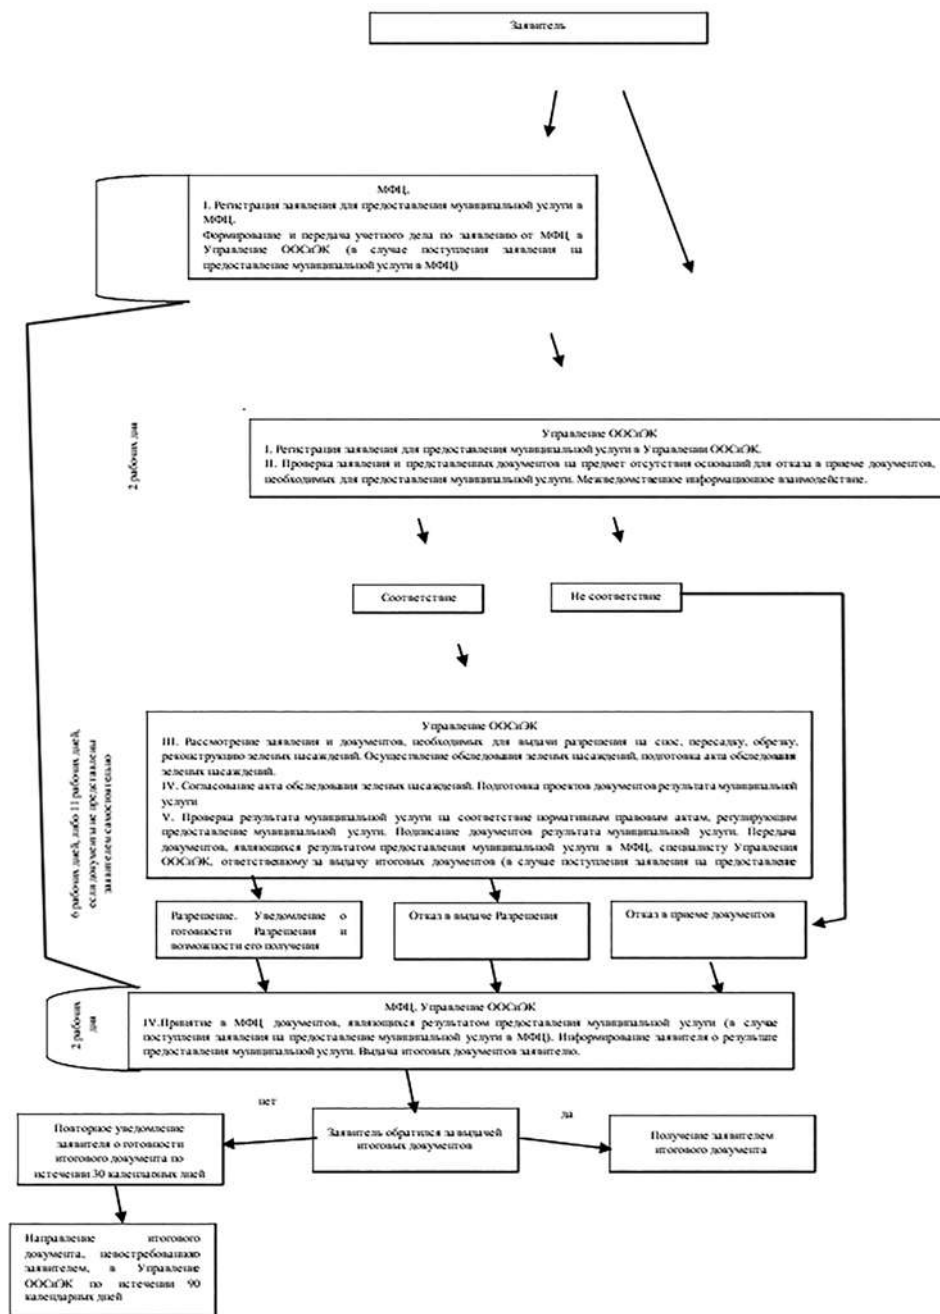 Заявитель
МФЦ.
I. Регистрация заявления для предоставления муниципальной услуги в
МФЦ.
Формирование и передача учетного дела по заявлению от МФЦ в
Управление ООСиЭК (в случае поступления заявления на
предоставление муниципальной услуги в МФЦ)
2 рабочих дня
Управление ООСиЭК
I. Регистрация заявления для предоставления муниципальной услуги в Управлении ООСиЭК.
II. Проверка заявления и представленных документов на предмет отсутствия оснований для отказа в приеме документов,
необходимых для предоставления муниципальной услуги. Межведомственное информационное взаимодействие.
Соответствие
Не соответствие
6 рабочих дней, либо 11 рабочих дней,
если документы не представлены
заявителем самостоятельно
Управление ООСиЭК
III. Рассмотрение заявления и документов, необходимых для выдачи разрешения на снос, пересадку, обрезку,
реконструкцию зеленых насаждений. Осуществление обследования зеленых насаждений, подготовка акта обследования
зеленых насаждений.
IV. Согласование акта обследования зеленых насаждений. Подготовка проектов документов результата муниципальной
услуги
V. Проверка результата муниципальной услуги на соответствие нормативным правовым актам, регулирующим
предоставление муниципальной услуги. Подписание документов результата муниципальной услуги. Передача
документов, являющихся результатом предоставления муниципальной услуги в МФЦ, специалисту Управления
ООСиЭК, ответственному за выдачу итоговых документов (в случае поступления заявления на предоставление
Разрешение. Уведомление о
готовности Разрешения и
возможности его получения
Отказ в выдаче Разрешения
Отказ в приеме документов
2 рабочих
дня
МФЦ, Управление ООСиЭК
IV.Принятие в МФЦ документов, являющихся результатом предоставления муниципальной услуги (в случае
поступления заявления на предоставление муниципальной услуги в МФЦ). Информирование заявителя о результате
предоставления муниципальной услуги. Выдача итоговых документов заявителю.
нет
да
Повторное уведомление
заявителя о готовности
итогового документа по
истечении 30 календарных дней
Заявитель обратился за выдачей
итоговых документов
Получение заявителем
итогового документа
Направление итогового
документа, невостребованного
заявителем, в Управление
ООСиЭК по истечении 90
календарных дней